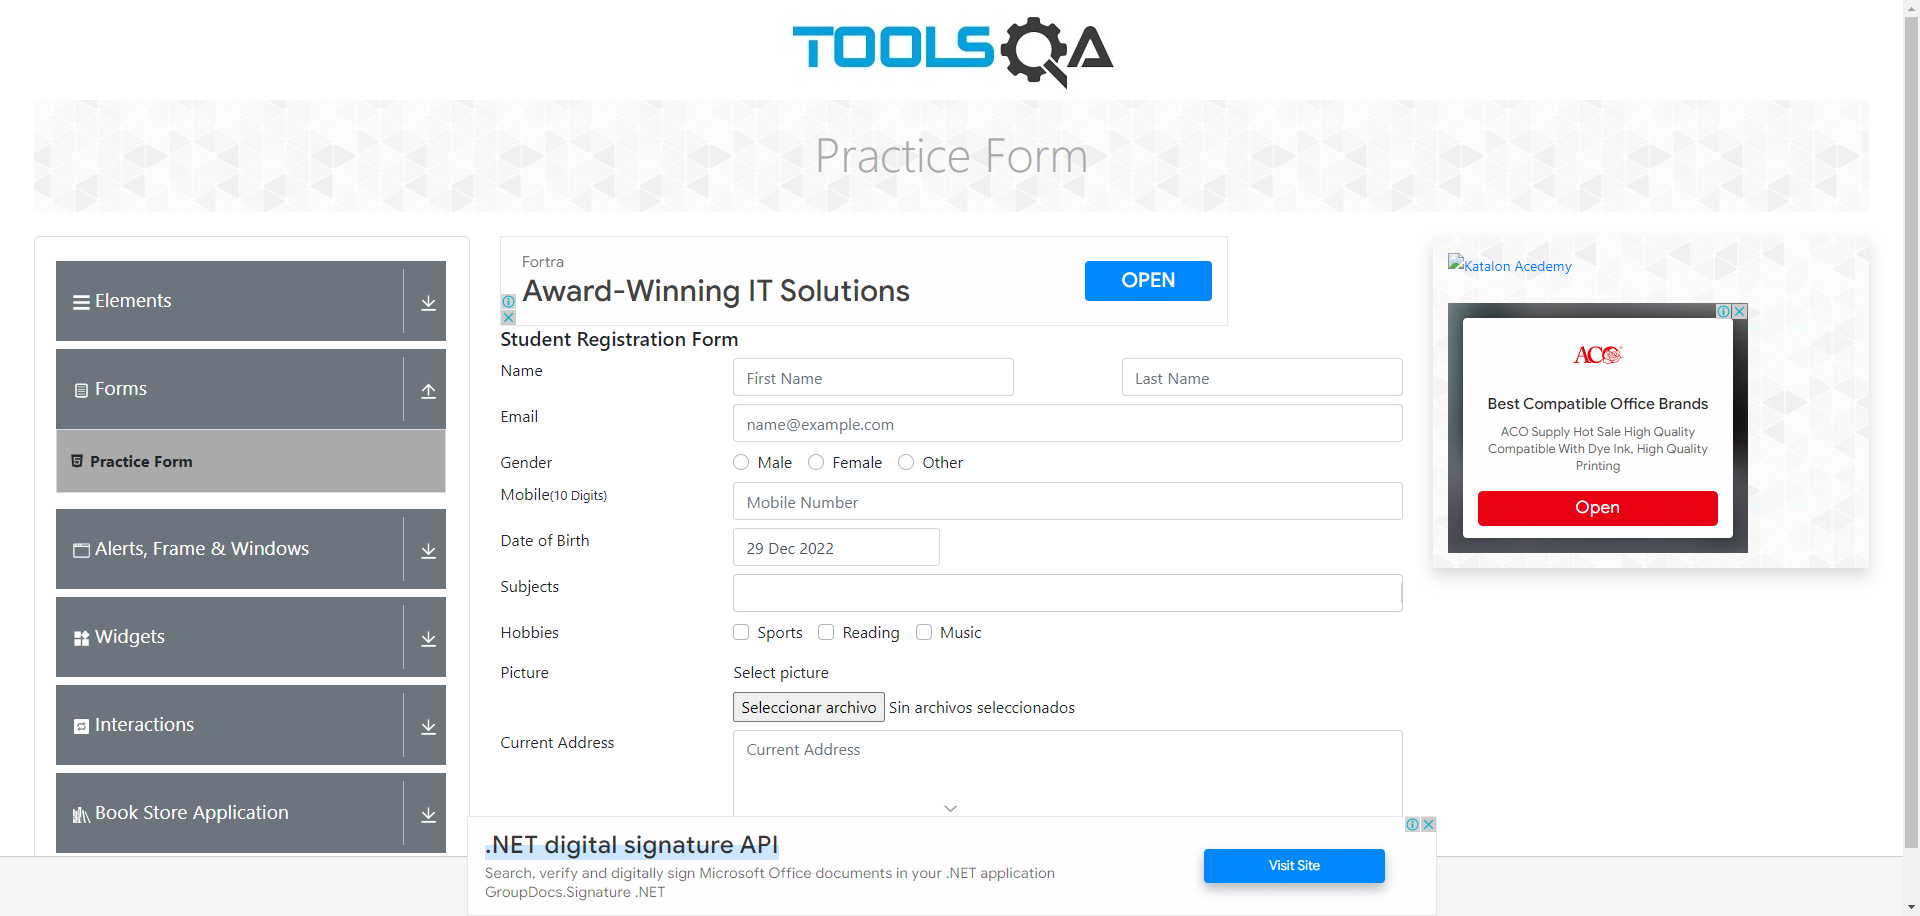 TOOLSQA
Practice Form
Elements
Forms
Practice Form
Alerts, Frame & Windows
Widgets
Interactions
Book Store Application
Fortra
Award-Winning IT Solutions
OPEN
Student Registration Form
Name
First Name
Last Name
Email
name@example.com
Gender
Male
Female
Other
Mobile(10 Digits)
Mobile Number
Date of Birth
29 Dec 2022
Subjects
Hobbies
Sports
Reading
Music
Picture
Select picture
Seleccionar archivo Sin archivos seleccionados
Current Address
Current Address
Katalon Acedemy
ACO
Best Compatible Office Brands
ACO Supply Hot Sale High Quality
Compatible With Dye Ink, High Quality
Printing
Open
.NET digital signature API
Search, verify and digitally sign Microsoft Office documents in your .NET application
GroupDocs.Signature .NET
Visit Site